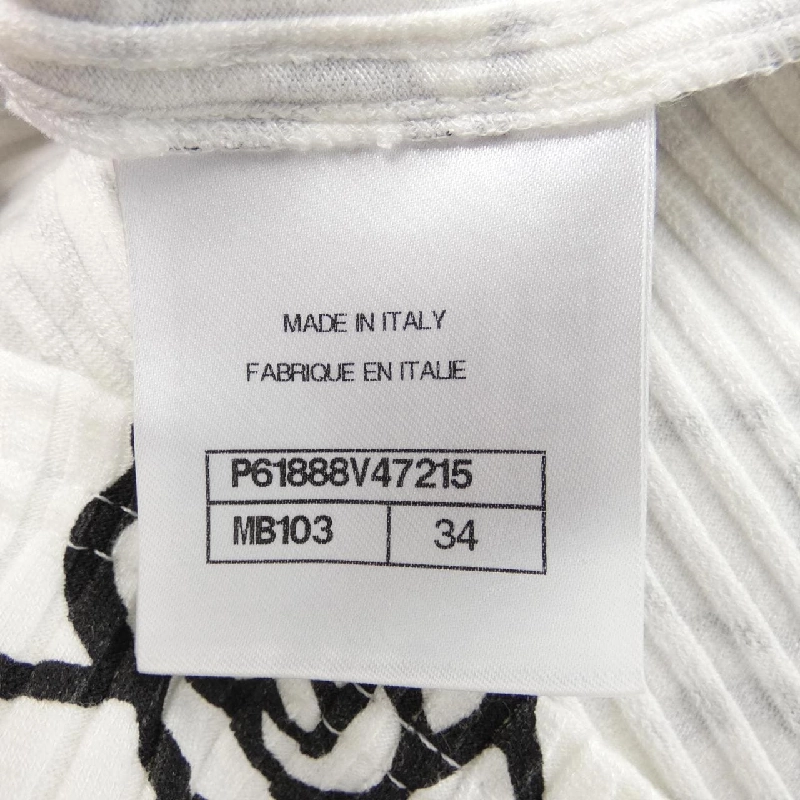 MADE IN ITALY
FABRIQUE EN ITALIE
P61888V47215
MB103 34